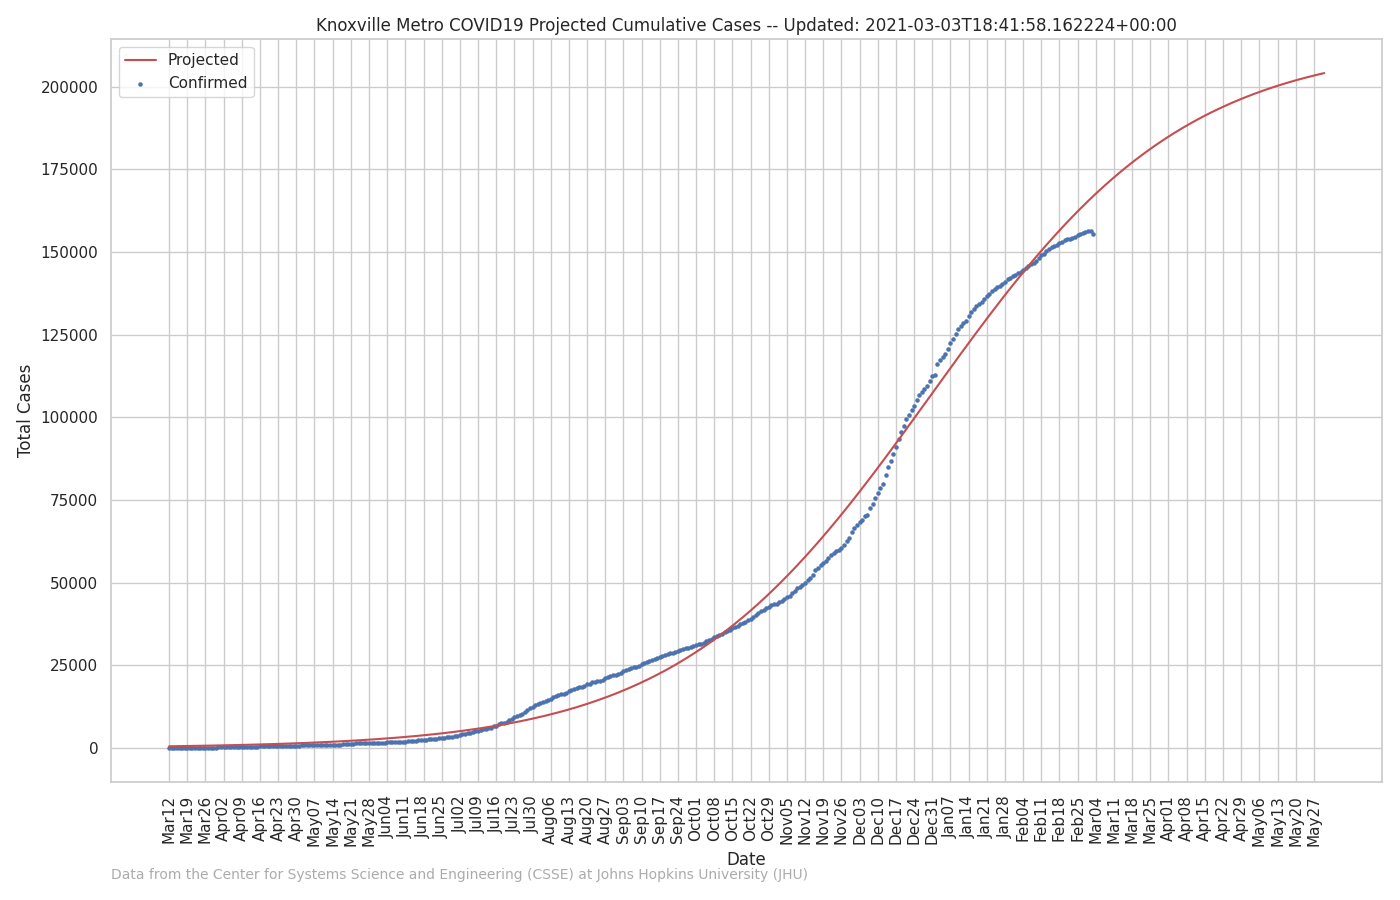 Knoxville Metro COVID19 Projected Cumulative Cases -- Updated: 2021-03-03T18:41:58.162224+00:00
Projected
Confirmed
200000
175000
150000
125000
100000
75000
50000
25000
0
Total Cases
Mar12
Mar19
Mar26
Apr02
Apr09
Apr16
Apr23
Apr30
May07
May14
May21
May28
Jun04
Jun11
Jun18
Jun25
Jul02
Jul09
Jul16
Jul23
Jul30
Aug06
Aug13
Aug20
Aug27
Sep03
Sep10
Sep17
Sep24
Oct01
Oct08
Oct15
Oct22
Oct29
Nov05
Nov12
Nov19
Nov26
Dec03
Dec10
Dec17
Dec24
Dec31
Jan07
Jan14
Jan21
Jan28
Feb04
Feb11
Feb18
Feb25
Mar04
Mar11
Mar18
Mar25
Apr01
Apr08
Apr15
Apr22
Apr29
May06
May13
May20
May27
Date
Data from the Center for Systems Science and Engineering (CSSE) at Johns Hopkins University (JHU)